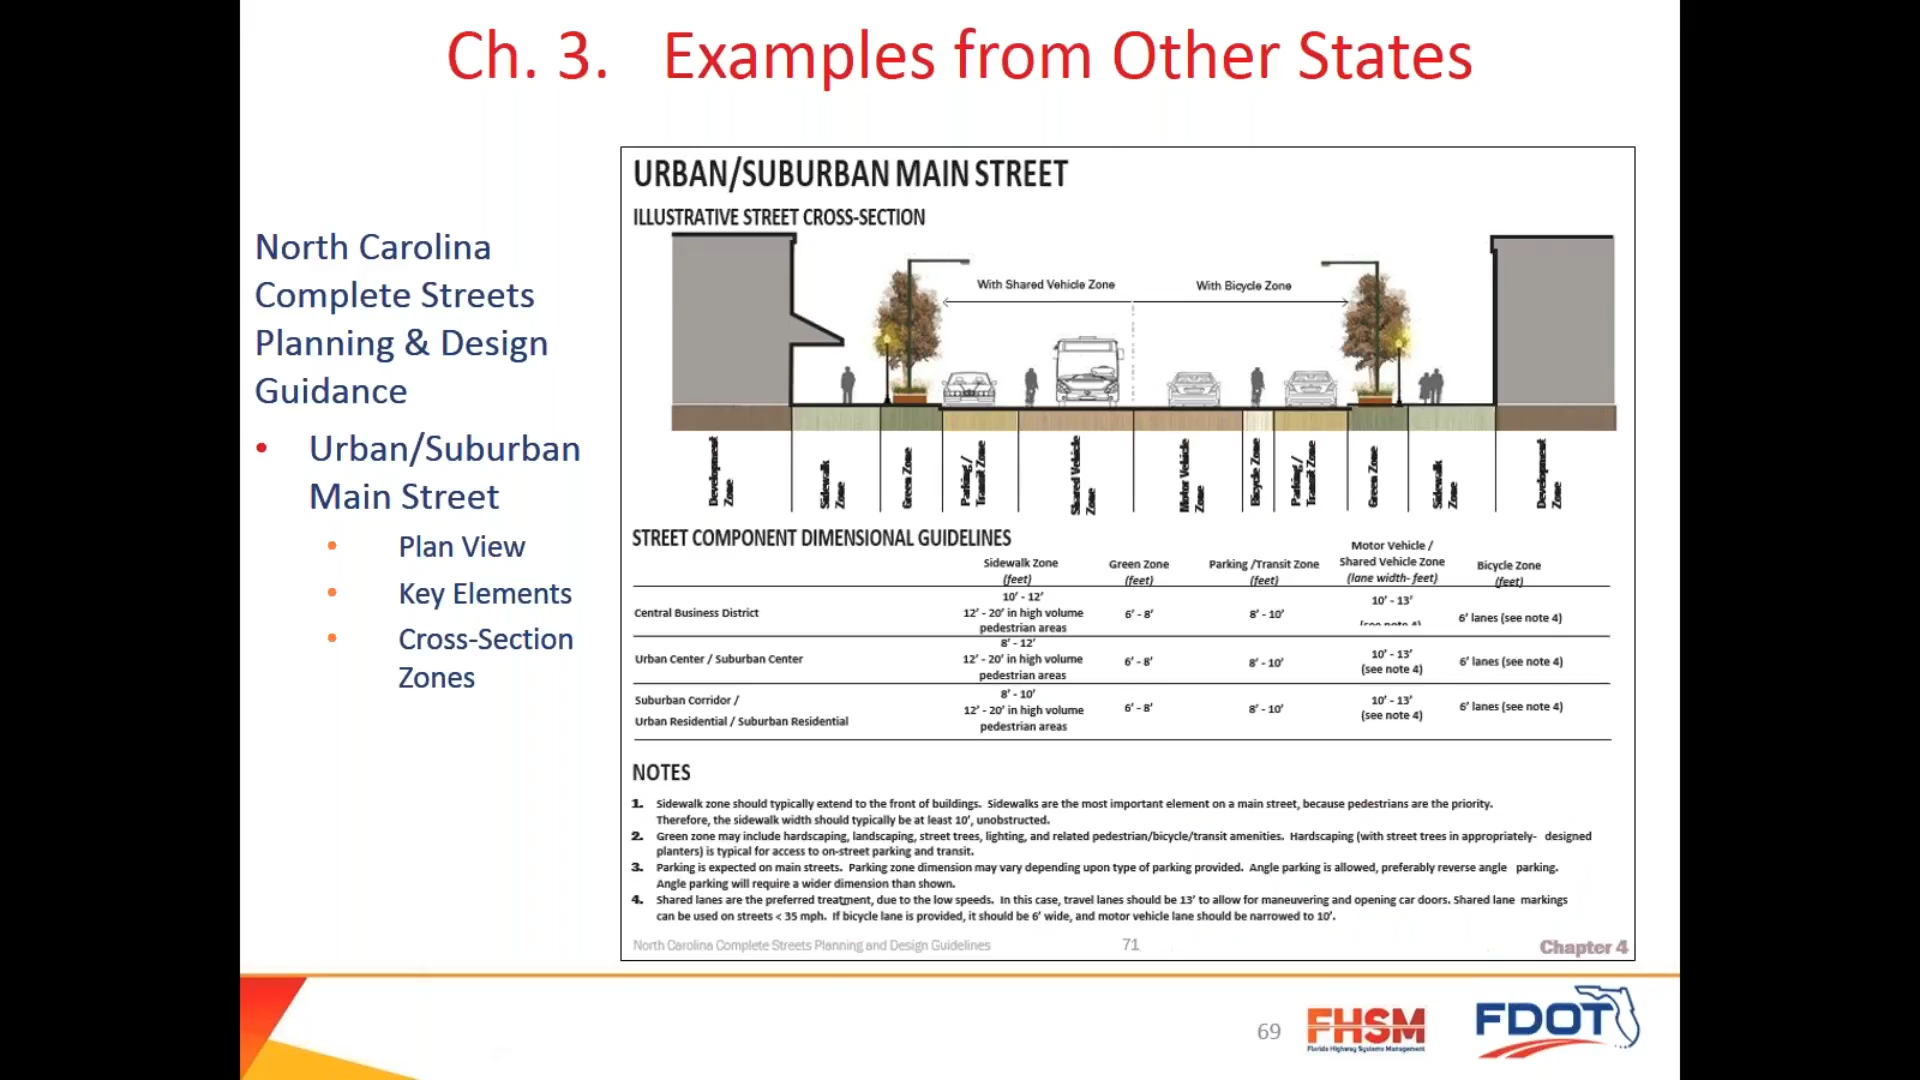 Ch. 3. Examples from Other States
North Carolina
Complete Streets
Planning & Design
Guidance
• Urban/Suburban
Main Street
• Plan View
• Key Elements
• Cross-Section
Zones
URBAN/SUBURBAN MAIN STREET
ILLUSTRATIVE STREET CROSS-SECTION
With Shared Vehicle Zone
With Bicycle Zone
Development
Zone
Sidewalk
Zone
Green Zone
Parking /
Transit Zone
Shared Vehicle
Zone
Motor Vehicle
Zone
Bicycle Zone
Parking /
Transit Zone
Green Zone
Sidewalk
Zone
Development
Zone
STREET COMPONENT DIMENSIONAL GUIDELINES
Sidewalk Zone
(feet)
Green Zone
(feet)
Parking /Transit Zone
(feet)
Motor Vehicle /
Shared Vehicle Zone
(lane width- feet)
Bicycle Zone
(feet)
Central Business District
10' - 12'
12' - 20' in high volume
pedestrian areas
6' - 8'
8' - 10'
10' - 13'
(see note 4)
6' lanes (see note 4)
Urban Center / Suburban Center
8' - 12'
12' - 20' in high volume
pedestrian areas
6' - 8'
8' - 10'
10' - 13'
(see note 4)
6' lanes (see note 4)
Suburban Corridor /
Urban Residential / Suburban Residential
8' - 10'
12' - 20' in high volume
pedestrian areas
6' - 8'
8' - 10'
10' - 13'
(see note 4)
6' lanes (see note 4)
NOTES
1. Sidewalk zone should typically extend to the front of buildings. Sidewalks are the most important element on a main street, because pedestrians are the priority.
Therefore, the sidewalk width should typically be at least 10', unobstructed.
2. Green zone may include hardscaping, landscaping, street trees, lighting, and related pedestrian/bicycle/transit amenities. Hardscaping (with street trees in appropriately- designed
planters) is typical for access to on-street parking and transit.
3. Parking is expected on main streets. Parking zone dimension may vary depending upon type of parking provided. Angle parking is allowed, preferably reverse angle parking.
Angle parking will require a wider dimension than shown.
4. Shared lanes are the preferred treatment, due to the low speeds. In this case, travel lanes should be 13' to allow for maneuvering and opening car doors. Shared lane markings
can be used on streets < 35 mph. If bicycle lane is provided, it should be 6' wide, and motor vehicle lane should be narrowed to 10'.
North Carolina Complete Streets Planning and Design Guidelines
71
Chapter 4
69
FHSM
Florida Highway Systems Management
FDOT